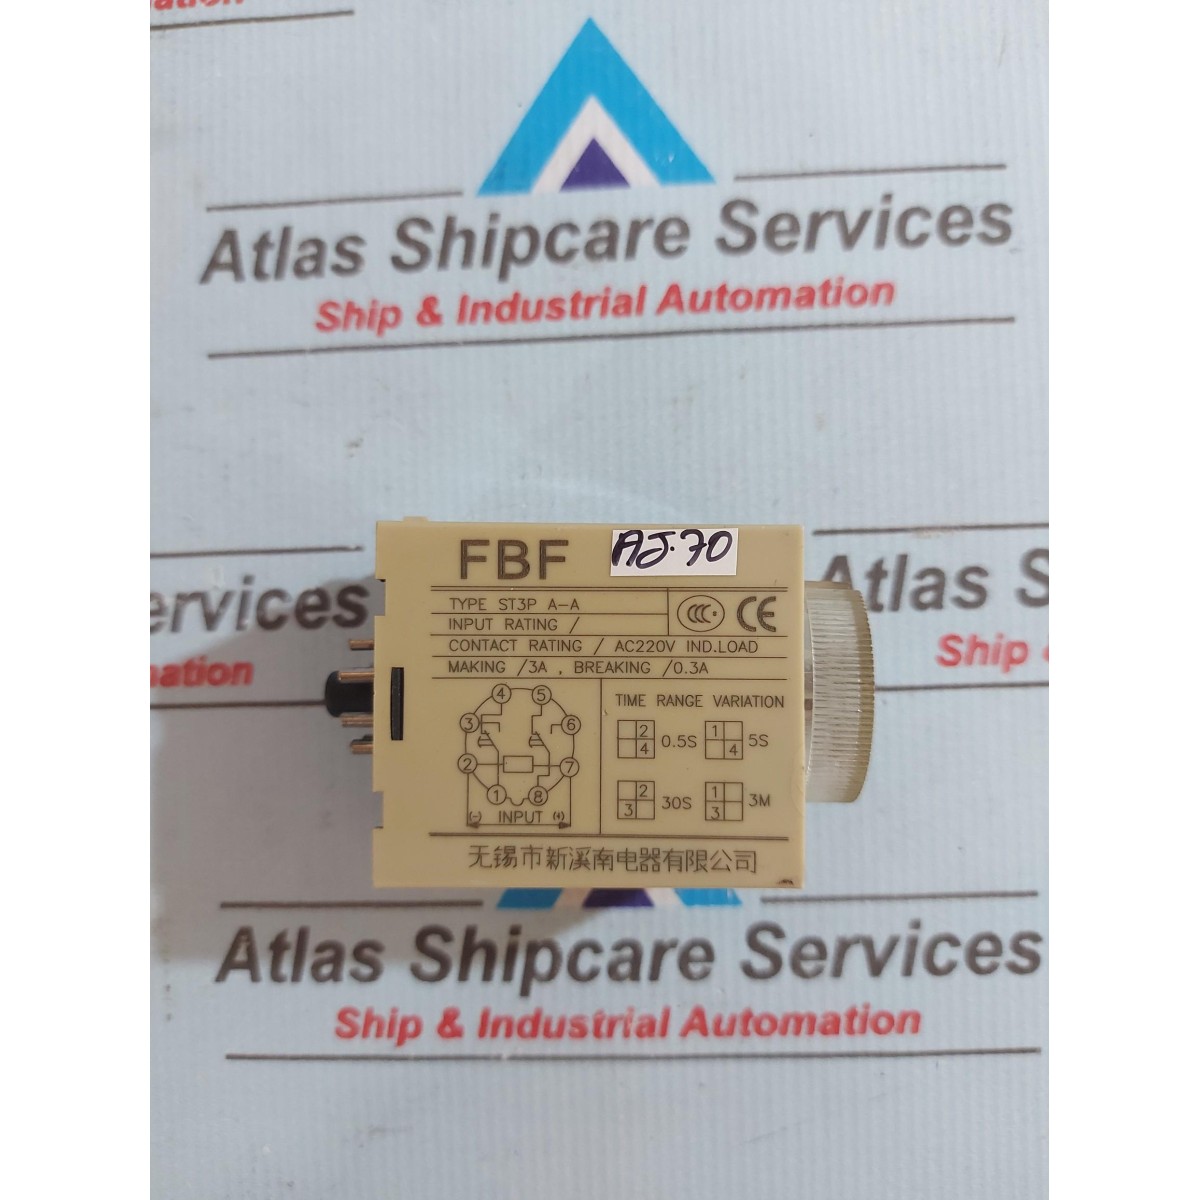 Atlas Shipcare Services
Ship & Industrial Automation
FBF
AJ.70
TYPE ST3P A-A
INPUT RATING /
CCC
CE
CONTACT RATING / AC220V IND.LOAD
MAKING /3A , BREAKING /0.3A
4 5
3 6
2 7
1 8
(-) INPUT (+)
TIME RANGE VARIATION
2 4 0.5S 1 4 5S
2 3 30S 1 3 3M
无锡市新溪南电器有限公司
ervices
Atlas S
Ship
Atlas Shipcare Services
Ship & Industrial Automation